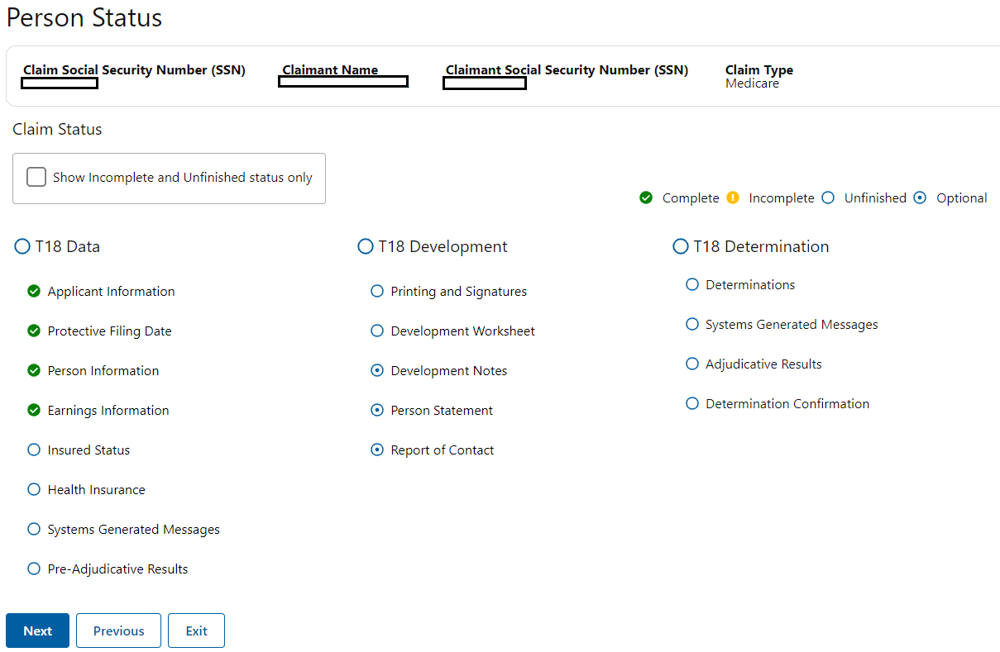 Person Status
Claim Social Security Number (SSN) Claimant Name Claimant Social Security Number (SSN) Claim Type
Medicare
Claim Status
Show Incomplete and Unfinished status only
Complete Incomplete Unfinished Optional
T18 Data
Applicant Information
Protective Filing Date
Person Information
Earnings Information
Insured Status
Health Insurance
Systems Generated Messages
Pre-Adjudicative Results
T18 Development
Printing and Signatures
Development Worksheet
Development Notes
Person Statement
Report of Contact
T18 Determination
Determinations
Systems Generated Messages
Adjudicative Results
Determination Confirmation
Next Previous Exit